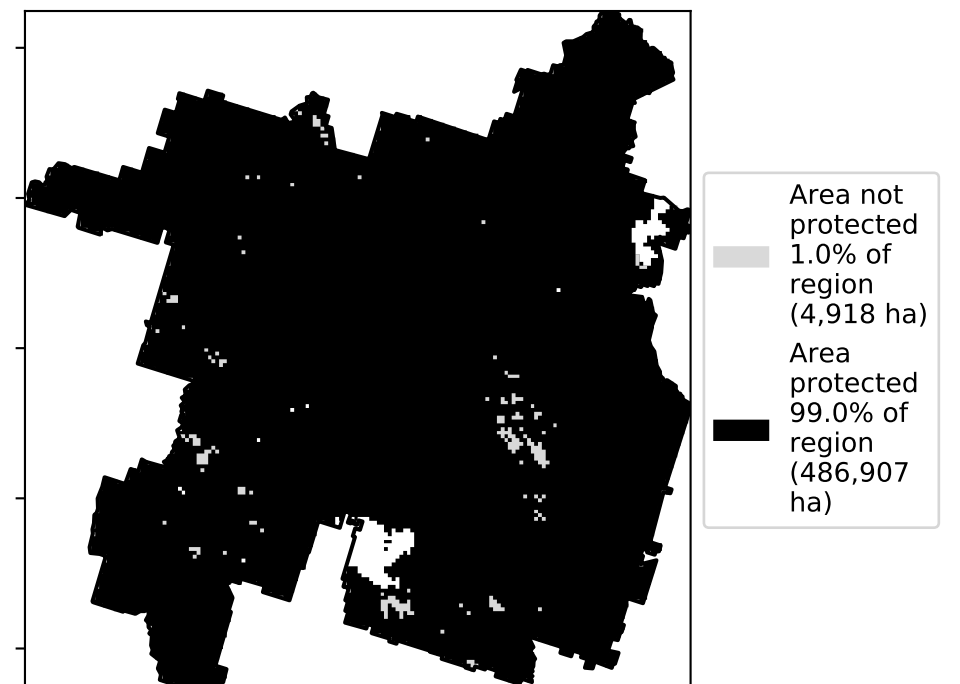 Area not
protected
1.0% of
region
(4,918 ha)
Area
protected
99.0% of
region
(486,907
ha)